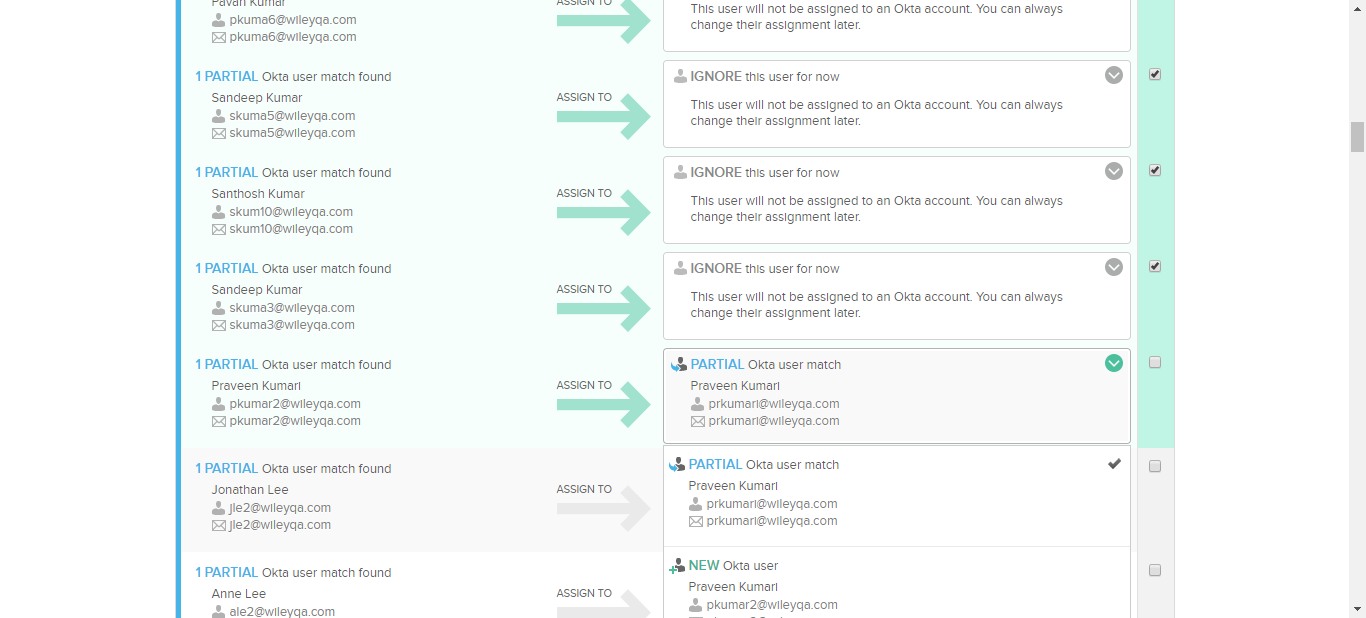 Pavan Kumar
pkuma6@wileyqa.com
pkuma6@wileyqa.com
ASSIGN TO
This user will not be assigned to an Okta account. You can always
change their assignment later.
1 PARTIAL Okta user match found
Sandeep Kumar
skuma5@wileyqa.com
skuma5@wileyqa.com
ASSIGN TO
IGNORE this user for now
This user will not be assigned to an Okta account. You can always
change their assignment later.
1 PARTIAL Okta user match found
Santhosh Kumar
skum10@wileyqa.com
skum10@wileyqa.com
ASSIGN TO
IGNORE this user for now
This user will not be assigned to an Okta account. You can always
change their assignment later.
1 PARTIAL Okta user match found
Sandeep Kumar
skuma3@wileyqa.com
skuma3@wileyqa.com
ASSIGN TO
IGNORE this user for now
This user will not be assigned to an Okta account. You can always
change their assignment later.
1 PARTIAL Okta user match found
Praveen Kumari
pkumar2@wileyqa.com
pkumar2@wileyqa.com
ASSIGN TO
PARTIAL Okta user match
Praveen Kumari
prkumari@wileyqa.com
prkumari@wileyqa.com
1 PARTIAL Okta user match found
Jonathan Lee
jle2@wileyqa.com
jle2@wileyqa.com
ASSIGN TO
PARTIAL Okta user match
Praveen Kumari
prkumari@wileyqa.com
prkumari@wileyqa.com
1 PARTIAL Okta user match found
Anne Lee
ale2@wileyqa.com
ASSIGN TO
NEW Okta user
Praveen Kumari
pkumar2@wileyqa.com